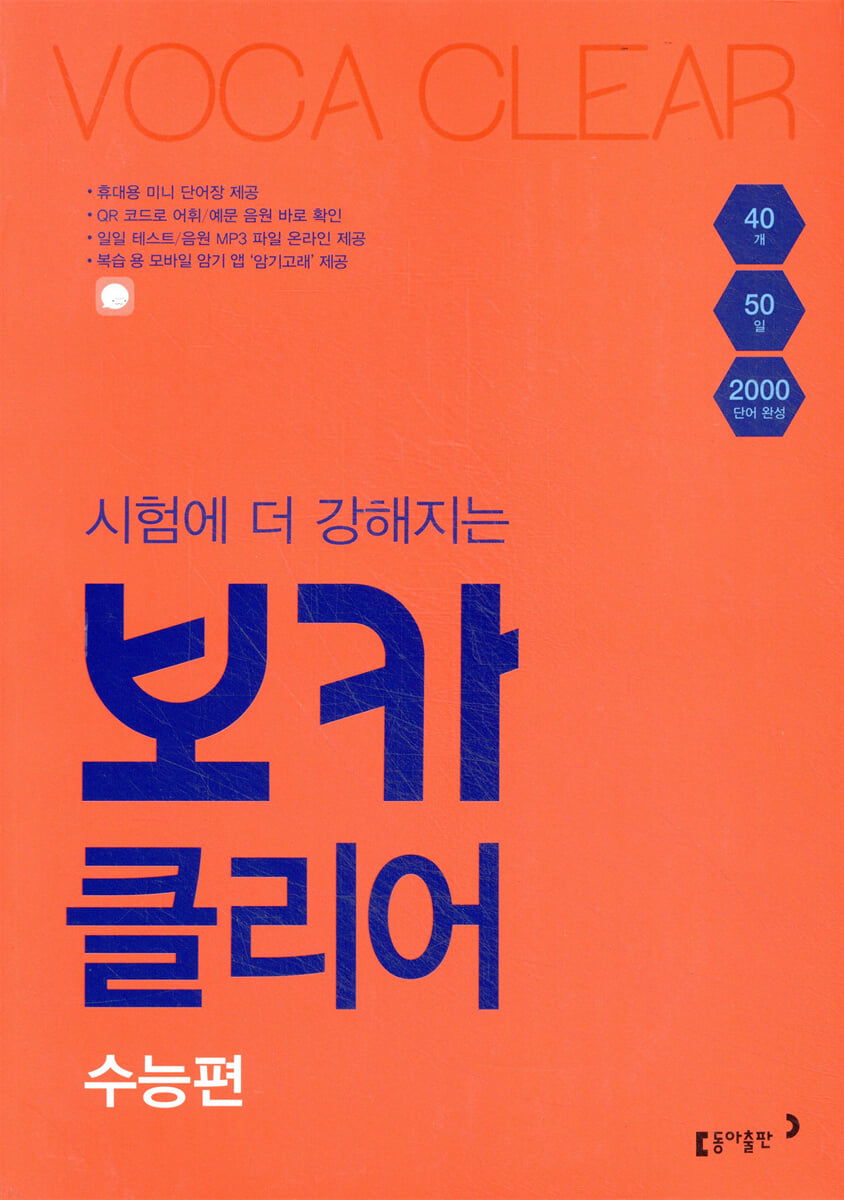 VOCA CLEAR
• 휴대용 미니 단어장 제공
• QR 코드로 어휘/예문 음원 바로 확인
• 일일 테스트/음원 MP3 파일 온라인 제공
• 복습용 모바일 암기 앱 '암기고래' 제공
40
개
50
일
2000
단어 완성
시험에 더 강해지는
보카
클리어
수능편
동아출판